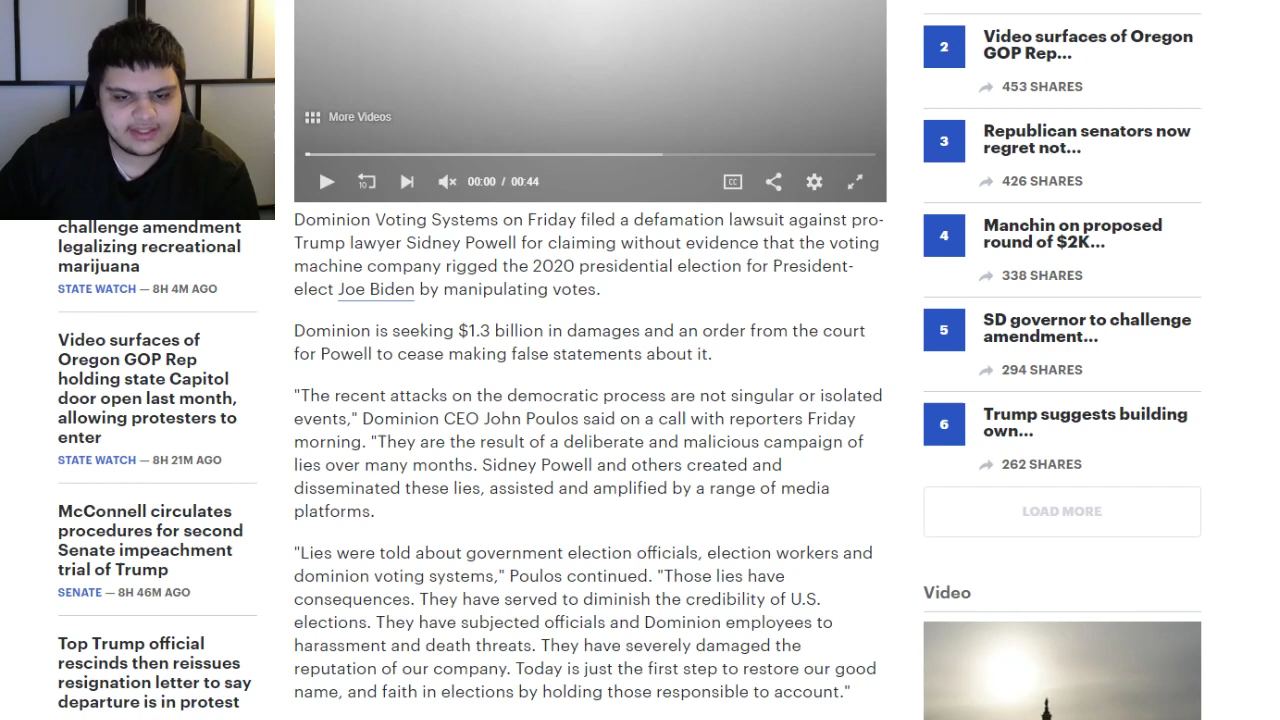 challenge amendment
legalizing recreational
marijuana
STATE WATCH — 8H 4M AGO
Video surfaces of
Oregon GOP Rep
holding state Capitol
door open last month,
allowing protesters to
enter
STATE WATCH — 8H 21M AGO
McConnell circulates
procedures for second
Senate impeachment
trial of Trump
SENATE — 8H 46M AGO
Top Trump official
rescinds then reissues
resignation letter to say
departure is in protest
More Videos
10
00:00 / 00:44
CC
Dominion Voting Systems on Friday filed a defamation lawsuit against pro-
Trump lawyer Sidney Powell for claiming without evidence that the voting
machine company rigged the 2020 presidential election for President-
elect Joe Biden by manipulating votes.
Dominion is seeking $1.3 billion in damages and an order from the court
for Powell to cease making false statements about it.
"The recent attacks on the democratic process are not singular or isolated
events," Dominion CEO John Poulos said on a call with reporters Friday
morning. "They are the result of a deliberate and malicious campaign of
lies over many months. Sidney Powell and others created and
disseminated these lies, assisted and amplified by a range of media
platforms.
"Lies were told about government election officials, election workers and
dominion voting systems," Poulos continued. "Those lies have
consequences. They have served to diminish the credibility of U.S.
elections. They have subjected officials and Dominion employees to
harassment and death threats. They have severely damaged the
reputation of our company. Today is just the first step to restore our good
name, and faith in elections by holding those responsible to account."
2
Video surfaces of Oregon
GOP Rep...
453 SHARES
3
Republican senators now
regret not...
426 SHARES
4
Manchin on proposed
round of $2K...
338 SHARES
5
SD governor to challenge
amendment...
294 SHARES
6
Trump suggests building
own...
262 SHARES
LOAD MORE
Video